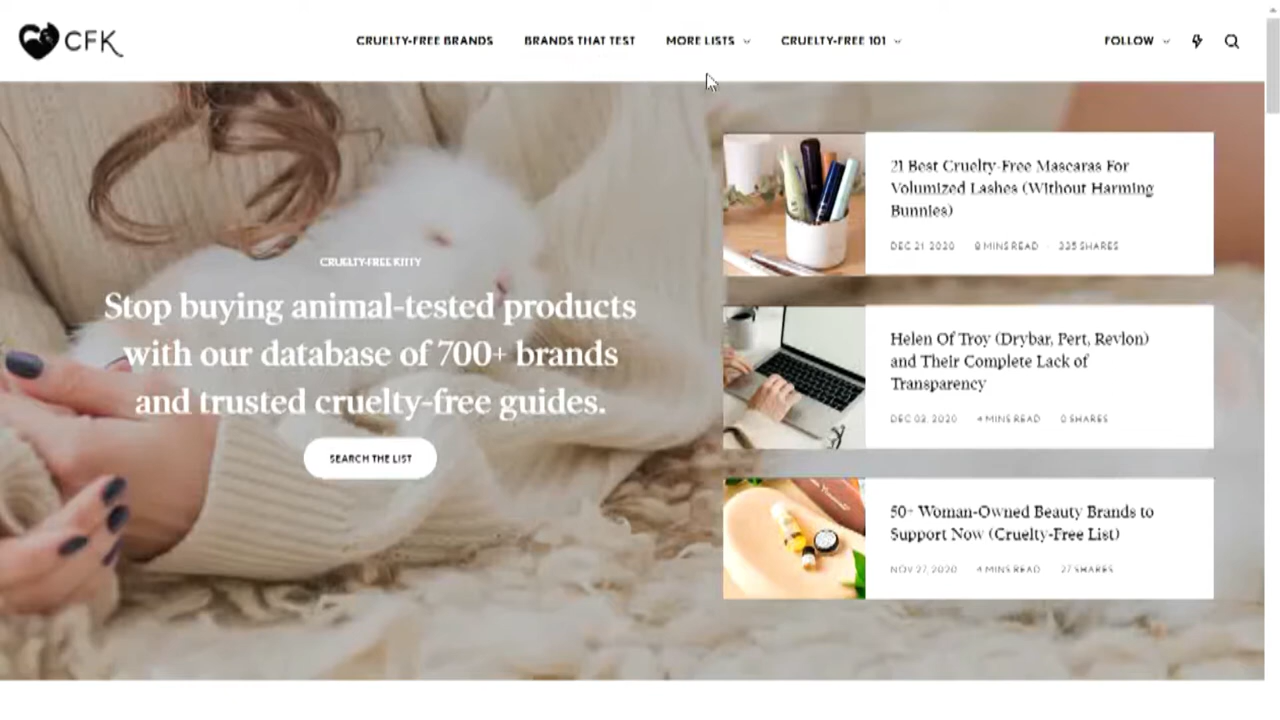 CFK
CRUELTY-FREE BRANDS
BRANDS THAT TEST
MORE LISTS
CRUELTY-FREE 101
FOLLOW
CRUELTY-FREE KITTY
Stop buying animal-tested products
with our database of 700+ brands
and trusted cruelty-free guides.
SEARCH THE LIST
21 Best Cruelty-Free Mascaras For
Volumized Lashes (Without Harming
Bunnies)
DEC 21, 2020 8 MINS READ 225 SHARES
Helen Of Troy (Drybar, Pert, Revlon)
and Their Complete Lack of
Transparency
DEC 03, 2020 4 MINS READ 0 SHARES
50+ Woman-Owned Beauty Brands to
Support Now (Cruelty-Free List)
NOV 27, 2020 4 MINS READ 27 SHARES